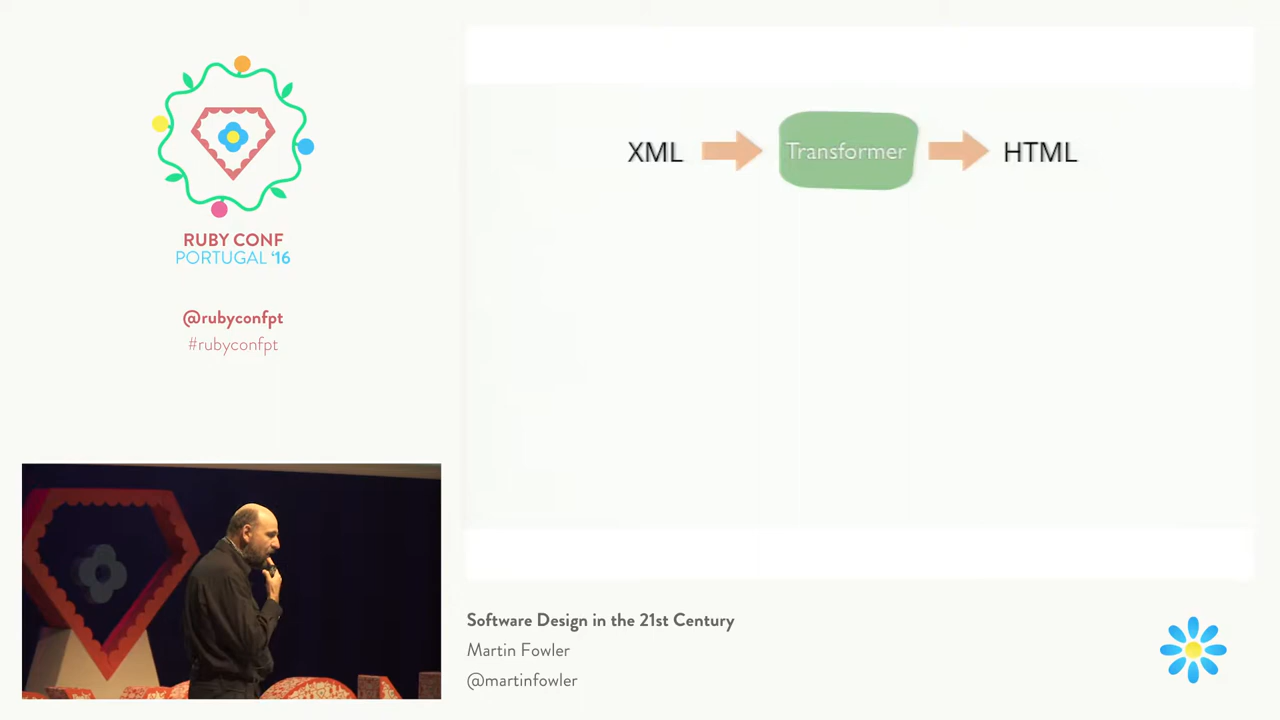 RUBY CONF
PORTUGAL ‘16
@rubyconfpt
#rubyconfpt
XML
Transformer
HTML
Software Design in the 21st Century
Martin Fowler
@martinfowler